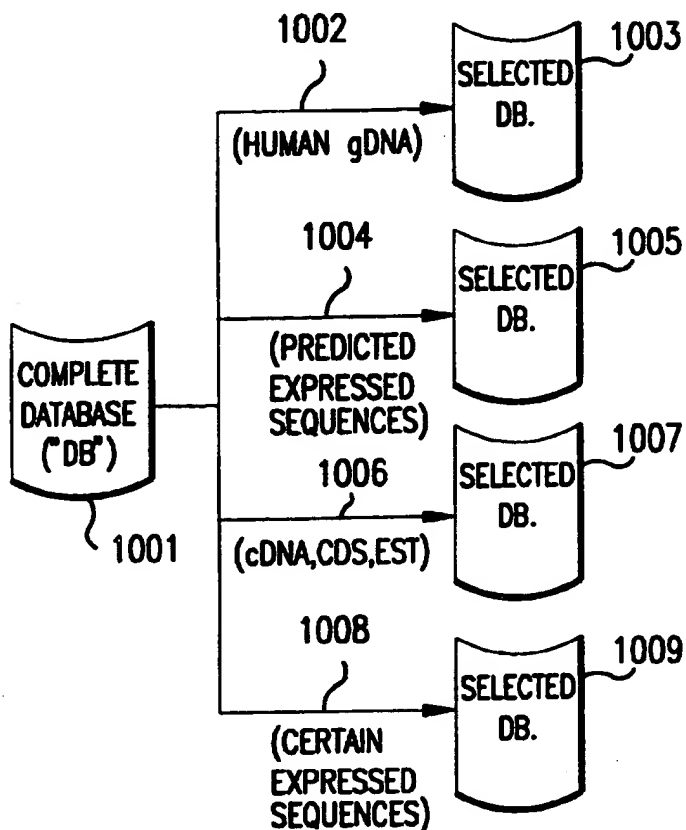 1002
SELECTED
DB.
1003
(HUMAN gDNA)
1004
SELECTED
DB.
1005
(PREDICTED
EXPRESSED
SEQUENCES)
COMPLETE
DATABASE
("DB")
1001
1006
SELECTED
DB.
1007
(cDNA,CDS,EST)
1008
SELECTED
DB.
1009
(CERTAIN
EXPRESSED
SEQUENCES)